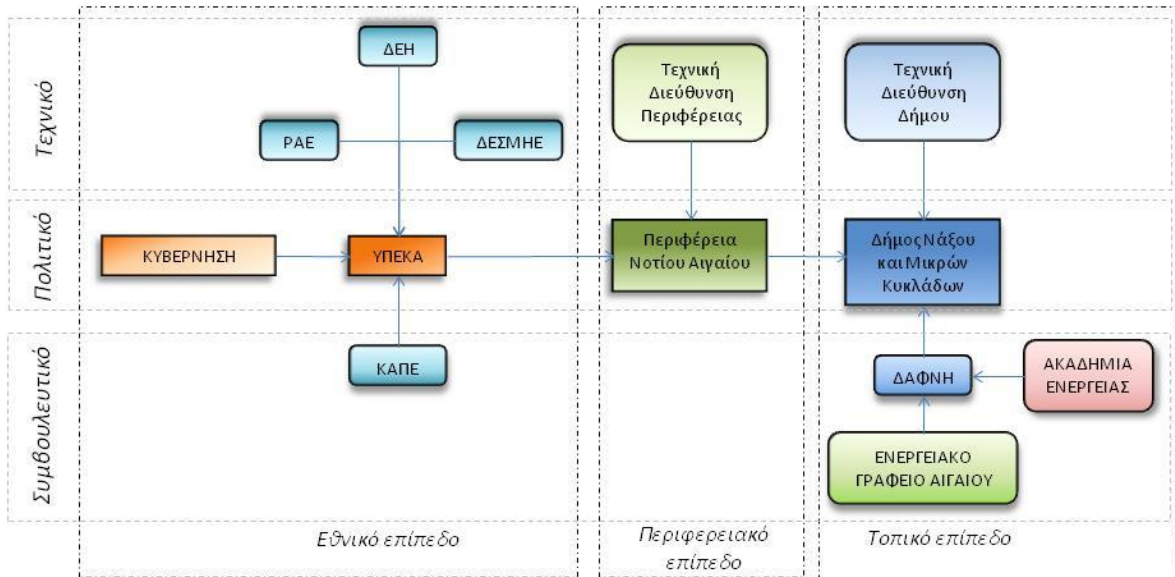 Τεχνικό
ΔΕΗ
ΡΑΕ
ΔΕΣΜΗΕ
Τεχνική
Διεύθυνση
Περιφέρειας
Τεχνική
Διεύθυνση
Δήμου
Πολιτικό
ΚΥΒΕΡΝΗΣΗ
ΥΠΕΚΑ
Περιφέρεια
Νοτίου Αιγαίου
Δήμος Νάξου
και Μικρών
Κυκλάδων
Συμβουλευτικό
ΚΑΠΕ
ΔΑΦΝΗ
ΑΚΑΔΗΜΙΑ
ΕΝΕΡΓΕΙΑΣ
ΕΝΕΡΓΕΙΑΚΟ
ΓΡΑΦΕΙΟ ΑΙΓΑΙΟΥ
Εθνικό επίπεδο
Περιφερειακό
επίπεδο
Τοπικό επίπεδο